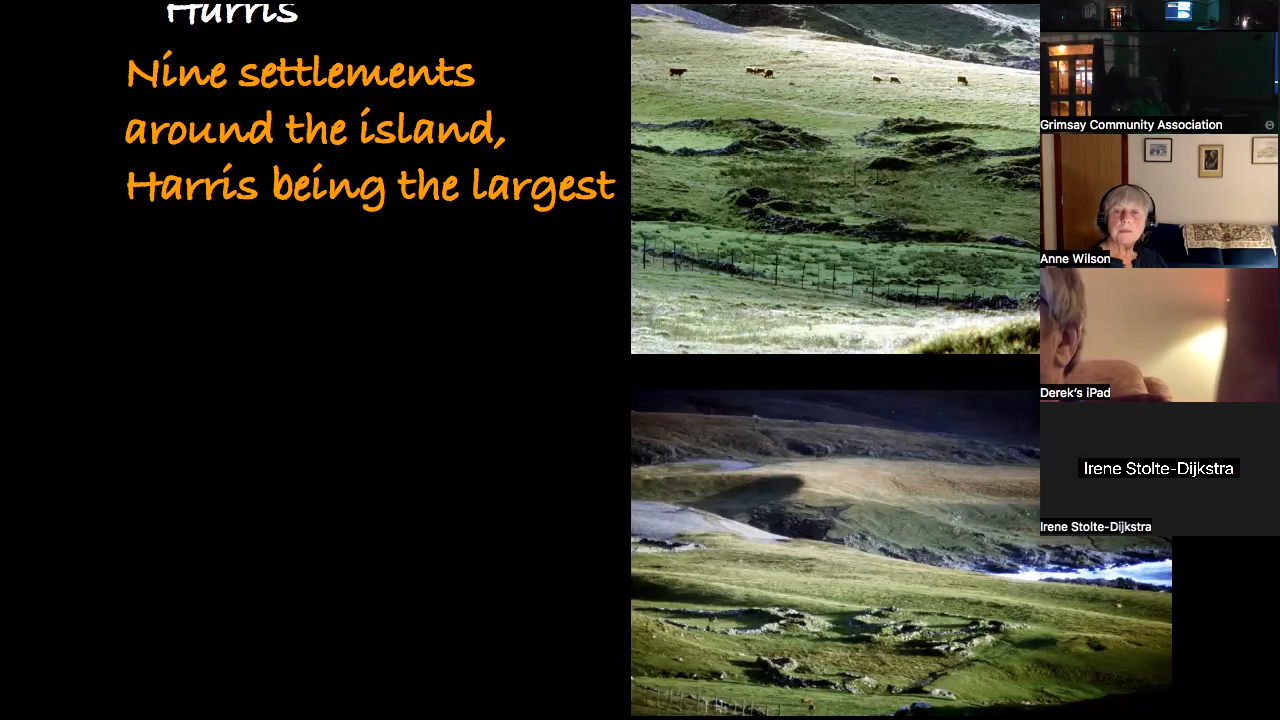 Harris
Nine settlements
around the island,
Harris being the largest
Grimsay Community Association
Anne Wilson
Derek's iPad
Irene Stolte-Dijkstra
Irene Stolte-Dijkstra